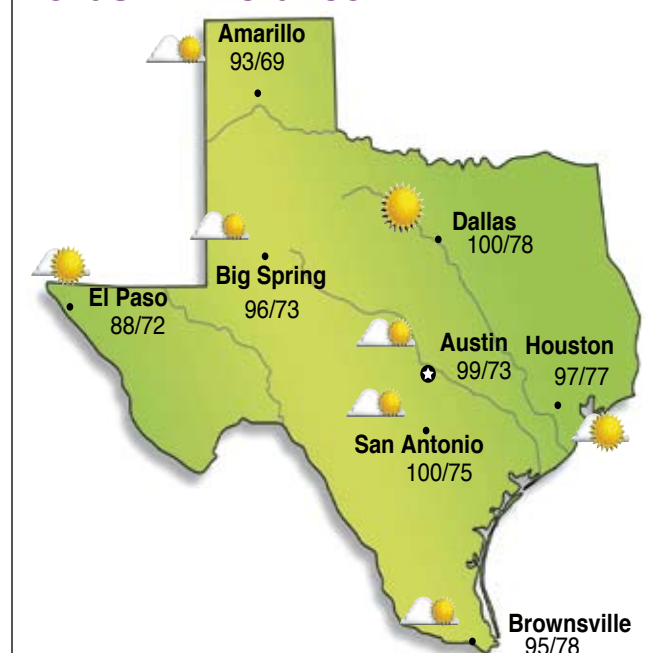 Amarillo
93/69
Dallas
100/78
Big Spring
96/73
El Paso
88/72
Austin
99/73
Houston
97/77
San Antonio
100/75
Brownsville
95/78